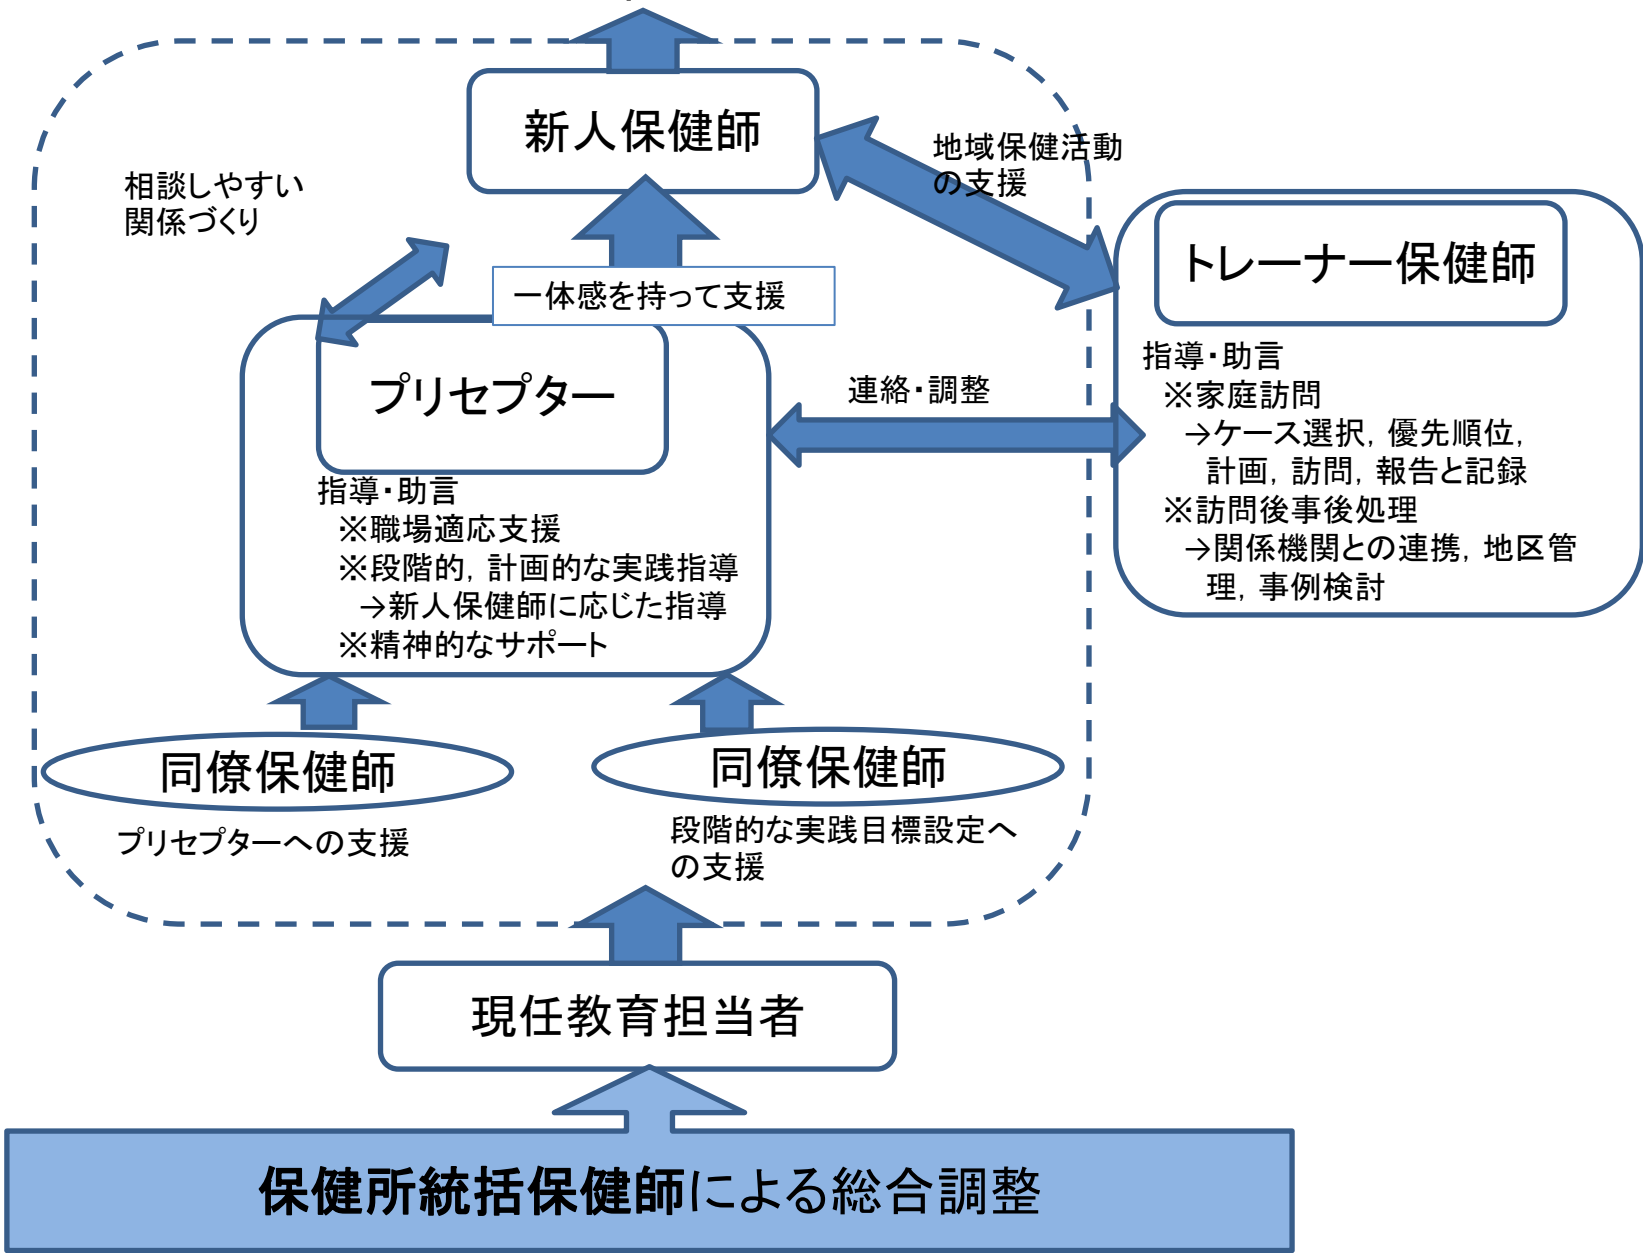 新人保健師
地域保健活動
の支援
相談しやすい
関係づくり
トレーナー保健師
一体感を持って支援
プリセプター
連絡・調整
指導・助言
※家庭訪問
→ケース選択，優先順位，
計画，訪問，報告と記録
※訪問後事後処理
→関係機関との連携，地区管
理，事例検討
指導・助言
※職場適応支援
※段階的，計画的な実践指導
→新人保健師に応じた指導
※精神的なサポート
同僚保健師
同僚保健師
プリセプターへの支援
段階的な実践目標設定へ
の支援
現任教育担当者
保健所統括保健師による総合調整